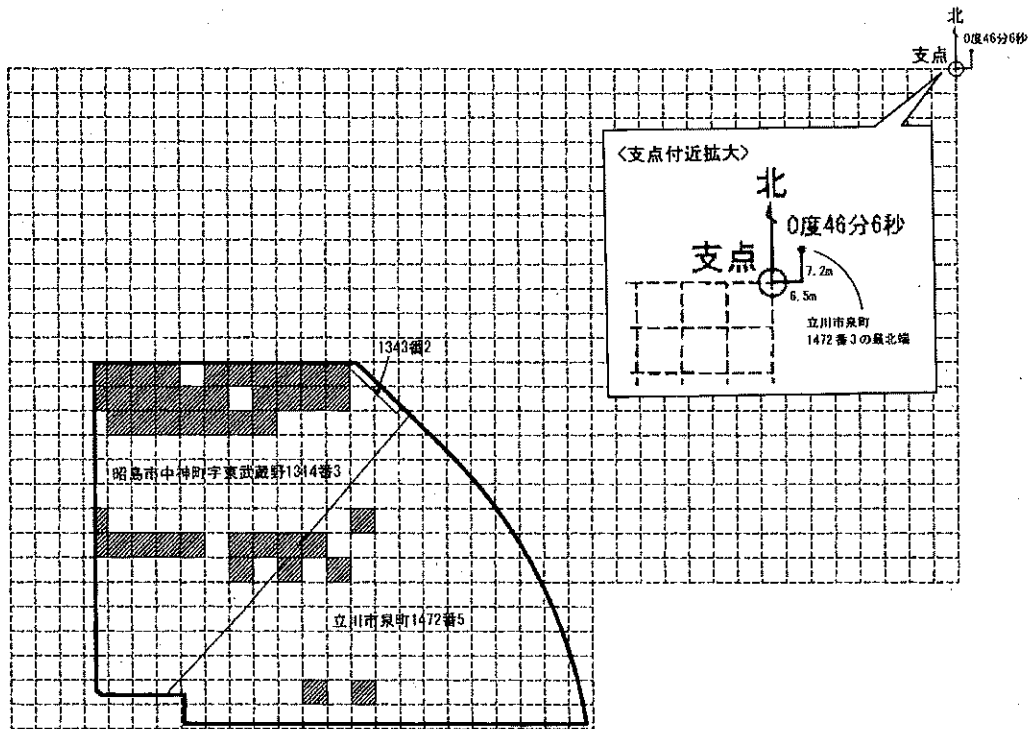 北
0度46分6秒
支点
〈支点付近拡大〉
北
0度46分6秒
支点
7.2m
6.5m
立川市泉町
1472番3の最北端
1343番2
昭島市中神町字東武蔵野1344番3
立川市泉町1472番5